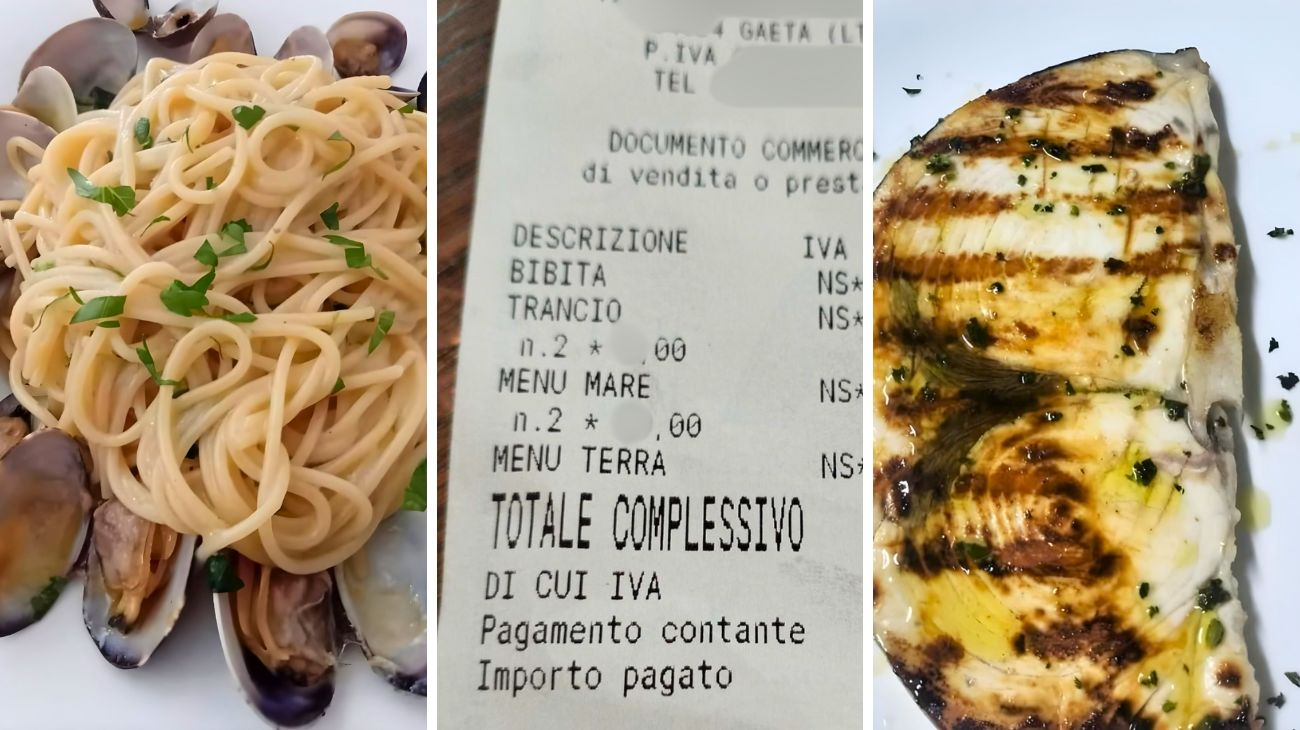 4 GAETA (LT
P.IVA
TEL
DOCUMENTO COMMERC
di vendita o prest
DESCRIZIONE IVA
BIBITA NS*
TRANCIO NS*
n.2 * ,00
MENU MARE NS*
n.2 * ,00
MENU TERRA NS*
TOTALE COMPLESSIVO
DI CUI IVA
Pagamento contante
Importo pagato